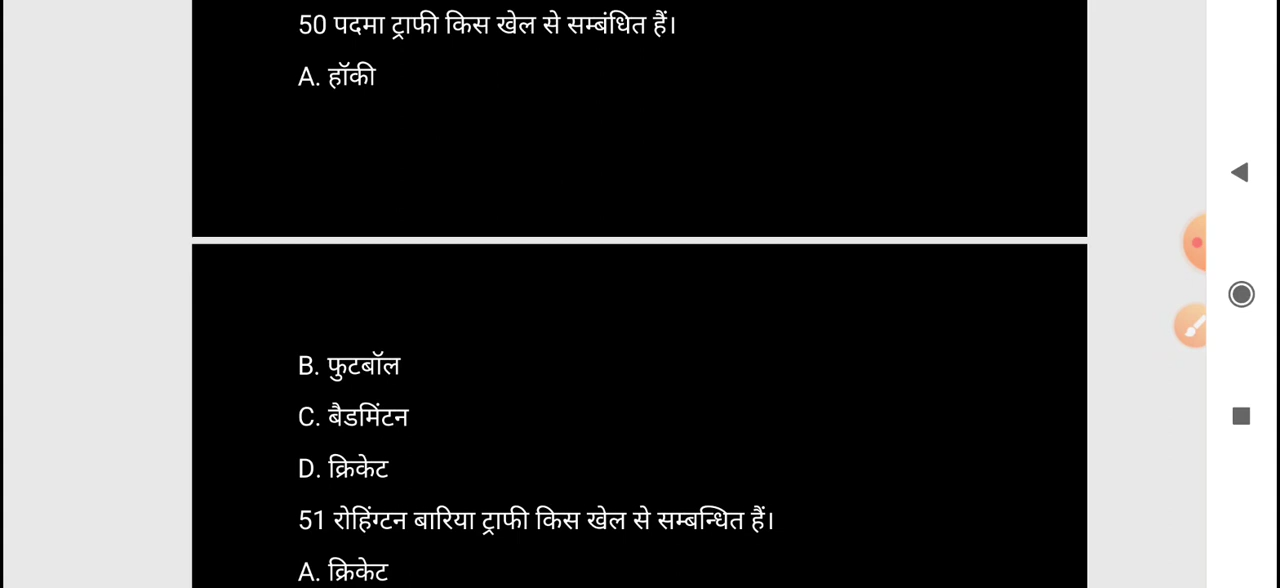 50 पदमा ट्राफी किस खेल से सम्बंधित हैं।
A. हॉकी
B. फुटबॉल
C. बैडमिंटन
D. क्रिकेट
51 रोहिंग्टन बारिया ट्राफी किस खेल से सम्बन्धित हैं।
A. क्रिकेट